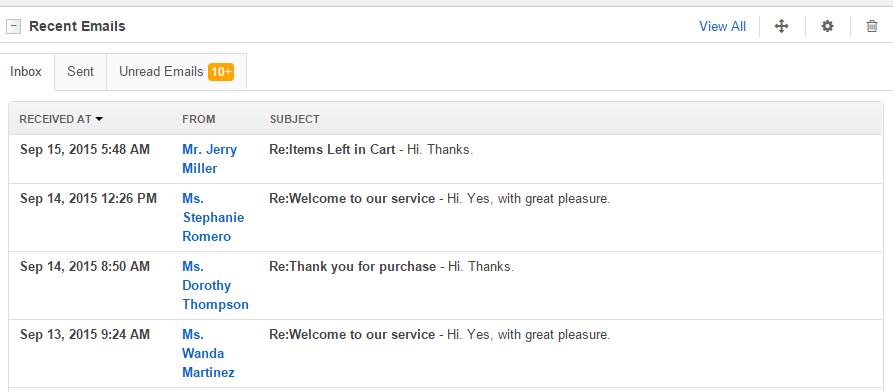 Recent Emails View All
Inbox Sent Unread Emails 10+
RECEIVED AT FROM SUBJECT
Sep 15, 2015 5:48 AM Mr. Jerry Re:Items Left in Cart - Hi. Thanks.
Miller
Sep 14, 2015 12:26 PM Ms. Re:Welcome to our service - Hi. Yes, with great pleasure.
Stephanie
Romero
Sep 14, 2015 8:50 AM Ms. Re:Thank you for purchase - Hi. Thanks.
Dorothy
Thompson
Sep 13, 2015 9:24 AM Ms. Re:Welcome to our service - Hi. Yes, with great pleasure.
Wanda
Martinez